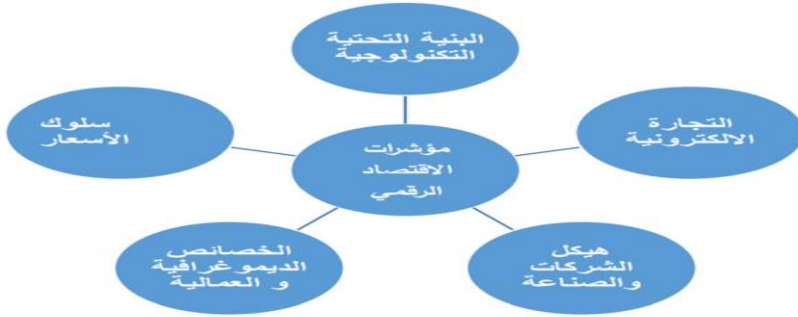 البنية التحتية
التكنولوجية
التجارة
الالكترونية
سلوك
الأسعار
مؤشرات
الاقتصاد
الرقمي
هيكل
الشركات
والصناعة
الخصائص
الديموغرافية
و العمالية